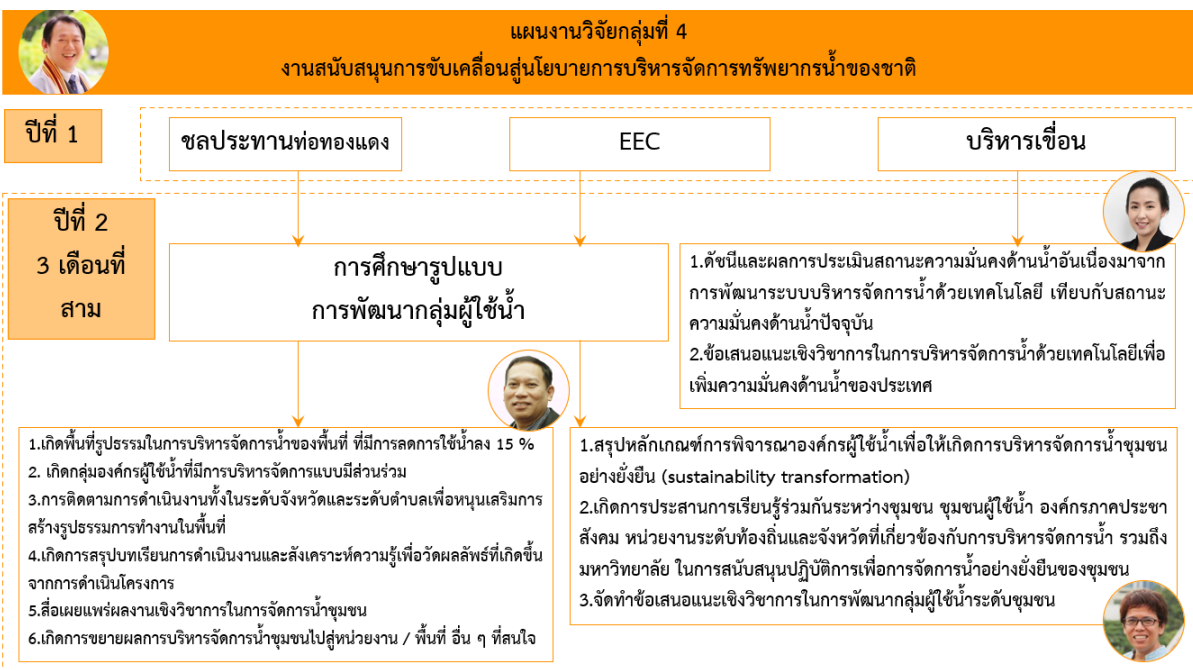 แผนงานวิจัยกลุ่มที่ 4
งานสนับสนุนการขับเคลื่อนสู่นโยบายการบริหารจัดการทรัพยากรน้ำของชาติ
ปีที่ 1
ชลประทานท่อทองแดง
EEC
บริหารเขื่อน
ปีที่ 2
3 เดือนที่
สาม
การศึกษารูปแบบ
การพัฒนากลุ่มผู้ใช้น้ำ
1.ดัชนีและผลการประเมินสถานะความมั่นคงด้านน้ำอันเนื่องมาจาก
การพัฒนาระบบบริหารจัดการน้ำด้วยเทคโนโลยี เทียบกับสถานะ
ความมั่นคงด้านน้ำปัจจุบัน
2.ข้อเสนอแนะเชิงวิชาการในการบริหารจัดการน้ำด้วยเทคโนโลยีเพื่อ
เพิ่มความมั่นคงด้านน้ำของประเทศ
1.เกิดพื้นที่รูปธรรมในการบริหารจัดการน้ำของพื้นที่ ที่มีการลดการใช้น้ำลง 15 %
2. เกิดกลุ่มองค์กรผู้ใช้น้ำที่มีการบริหารจัดการแบบมีส่วนร่วม
3.การติดตามการดำเนินงานทั้งในระดับจังหวัดและระดับตำบลเพื่อหนุนเสริมการ
สร้างรูปธรรมการทำงานในพื้นที่
4.เกิดการสรุปบทเรียนการดำเนินงานและสังเคราะห์ความรู้เพื่อวัดผลลัพธ์ที่เกิดขึ้น
จากการดำเนินโครงการ
5.สื่อเผยแพร่ผลงานเชิงวิชาการในการจัดการน้ำชุมชน
6.เกิดการขยายผลการบริหารจัดการน้ำชุมชนไปสู่หน่วยงาน / พื้นที่ อื่น ๆ ที่สนใจ
1.สรุปหลักเกณฑ์การพิจารณาองค์กรผู้ใช้น้ำเพื่อให้เกิดการบริหารจัดการน้ำชุมชน
อย่างยั่งยืน (sustainability transformation)
2.เกิดการประสานการเรียนรู้ร่วมกันระหว่างชุมชน ชุมชนผู้ใช้น้ำ องค์กรภาคประชา
สังคม หน่วยงานระดับท้องถิ่นและจังหวัดที่เกี่ยวข้องกับการบริหารจัดการน้ำ รวมถึง
มหาวิทยาลัย ในการสนับสนุนปฏิบัติการเพื่อการจัดการน้ำอย่างยั่งยืนของชุมชน
3.จัดทำข้อเสนอแนะเชิงวิชาการในการพัฒนากลุ่มผู้ใช้น้ำระดับชุมชน